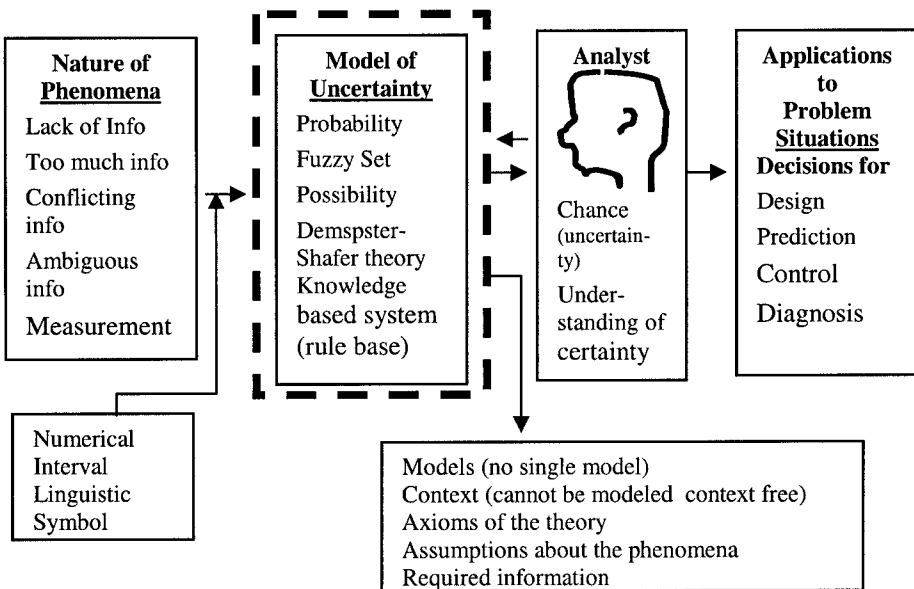 Nature of
Phenomena
Lack of Info
Too much info
Conflicting
info
Ambiguous
info
Measurement
Model of
Uncertainty
Probability
Fuzzy Set
Possibility
Demspster-
Shafer theory
Knowledge
based system
(rule base)
Analyst
Chance
(uncertain-
ty)
Under-
standing of
certainty
Applications
to
Problem
Situations
Decisions for
Design
Prediction
Control
Diagnosis
Numerical
Interval
Linguistic
Symbol
Models (no single model)
Context (cannot be modeled context free)
Axioms of the theory
Assumptions about the phenomena
Required information